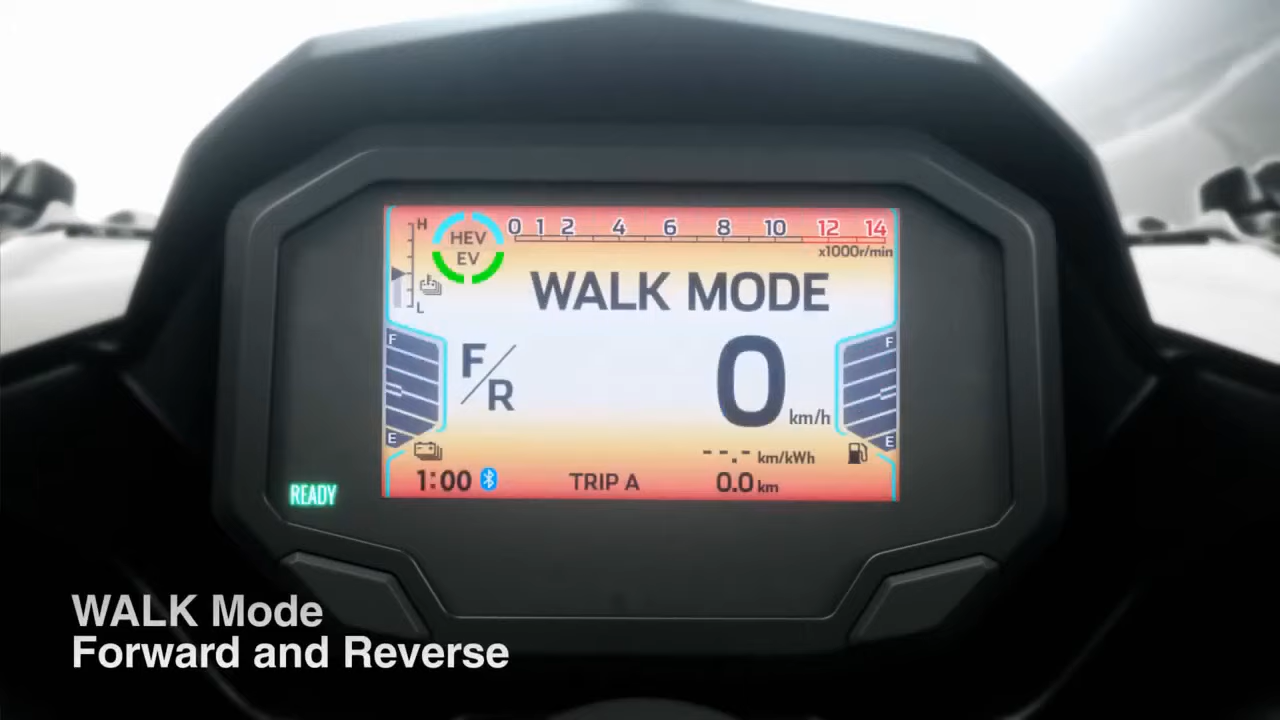 H
HEV
EV
L
0 1 2 4 6 8 10 12 14
x1000r/min
WALK MODE
F
F/R
0 km/h
F
E
E
--.- km/kWh
1:00
TRIP A
0.0 km
READY
WALK Mode
Forward and Reverse